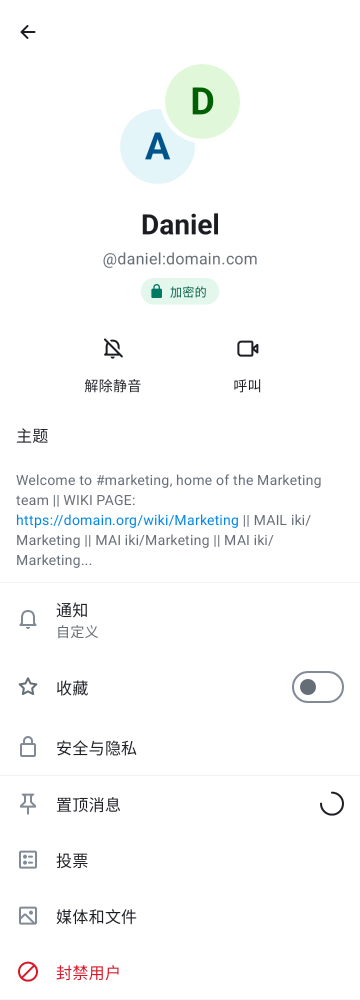 D
A
Daniel
@daniel:domain.com
加密的
解除静音
呼叫
主题
Welcome to #marketing, home of the Marketing
team || WIKI PAGE:
https://domain.org/wiki/Marketing || MAIL iki/
Marketing || MAI iki/Marketing || MAI iki/
Marketing...
通知
自定义
收藏
安全与隐私
置顶消息
投票
媒体和文件
封禁用户